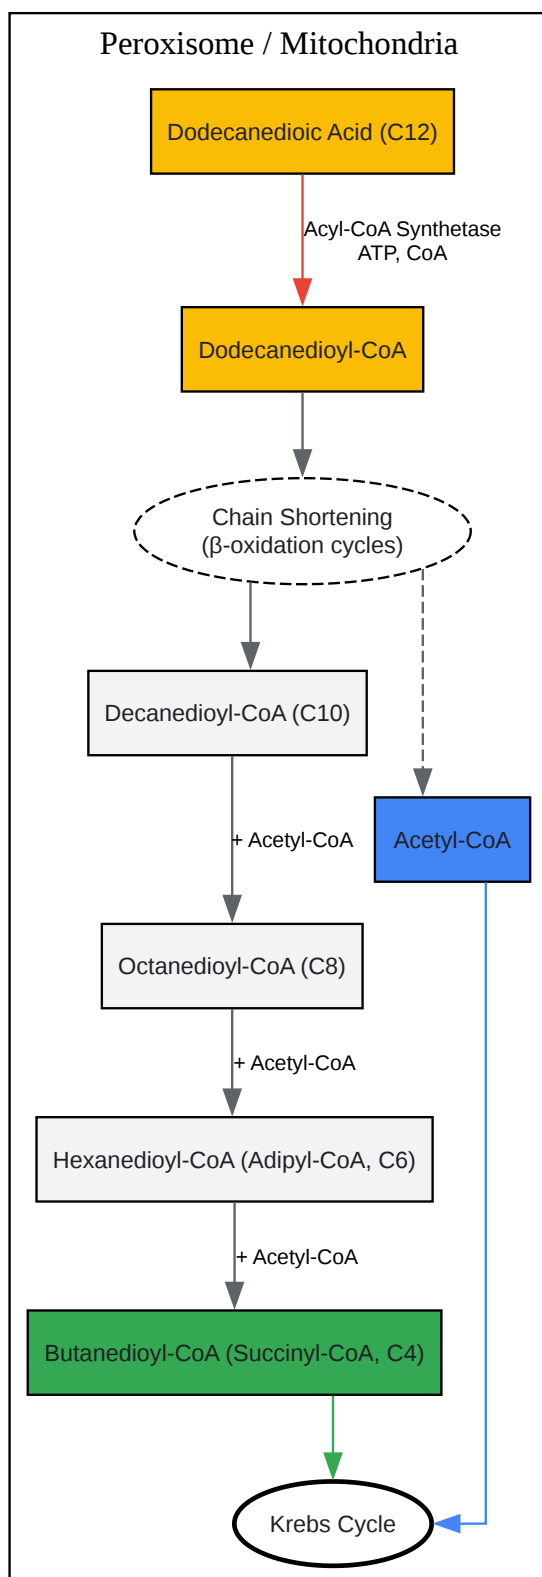 Peroxisome / Mitochondria
Dodecanedioic Acid (C12)
Acyl-CoA Synthetase
ATP, CoA
Dodecanedioyl-CoA
Chain Shortening
(β-oxidation cycles)
Decanedioyl-CoA (C10)
+ Acetyl-CoA
Acetyl-CoA
Octanedioyl-CoA (C8)
+ Acetyl-CoA
Hexanedioyl-CoA (Adipyl-CoA, C6)
+ Acetyl-CoA
Butanedioyl-CoA (Succinyl-CoA, C4)
Krebs Cycle